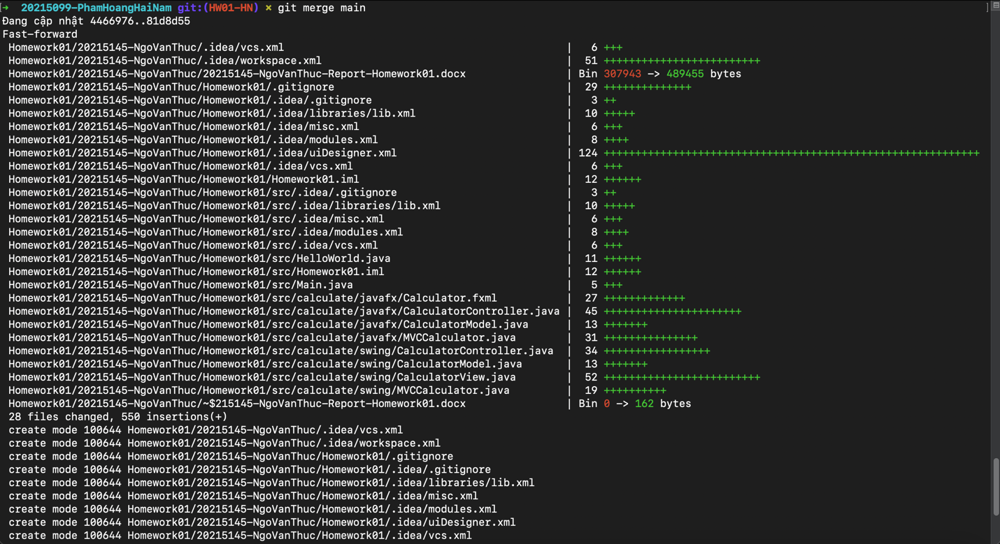 → 20215099-PhamHoangHaiNam git:(HW01-HN) × git merge main
Đang cập nhật 4466976..81d8d55
Fast-forward
Homework01/20215145-NgoVanThuc/.idea/vcs.xml | 6 +++
Homework01/20215145-NgoVanThuc/.idea/workspace.xml | 51 +++++++++++++++++++++++++
Homework01/20215145-NgoVanThuc/20215145-NgoVanThuc-Report-Homework01.docx | Bin 307943 -> 489455 bytes
Homework01/20215145-NgoVanThuc/Homework01/.gitignore | 29 ++++++++++++++
Homework01/20215145-NgoVanThuc/Homework01/.idea/.gitignore | 3 ++
Homework01/20215145-NgoVanThuc/Homework01/.idea/libraries/lib.xml | 10 +++++
Homework01/20215145-NgoVanThuc/Homework01/.idea/misc.xml | 6 +++
Homework01/20215145-NgoVanThuc/Homework01/.idea/modules.xml | 8 ++++
Homework01/20215145-NgoVanThuc/Homework01/.idea/uiDesigner.xml | 124 ++++++++++++++++++++++++++++++++++++++++++++++++++++++++++++
Homework01/20215145-NgoVanThuc/Homework01/.idea/vcs.xml | 6 +++
Homework01/20215145-NgoVanThuc/Homework01/Homework01.iml | 12 ++++++
Homework01/20215145-NgoVanThuc/Homework01/src/.idea/.gitignore | 3 ++
Homework01/20215145-NgoVanThuc/Homework01/src/.idea/libraries/lib.xml | 10 +++++
Homework01/20215145-NgoVanThuc/Homework01/src/.idea/misc.xml | 6 +++
Homework01/20215145-NgoVanThuc/Homework01/src/.idea/modules.xml | 8 ++++
Homework01/20215145-NgoVanThuc/Homework01/src/.idea/vcs.xml | 6 +++
Homework01/20215145-NgoVanThuc/Homework01/src/HelloWorld.java | 11 ++++++
Homework01/20215145-NgoVanThuc/Homework01/src/Homework01.iml | 12 ++++++
Homework01/20215145-NgoVanThuc/Homework01/src/Main.java | 5 +++
Homework01/20215145-NgoVanThuc/Homework01/src/calculate/javafx/Calculator.fxml | 27 +++++++++++++
Homework01/20215145-NgoVanThuc/Homework01/src/calculate/javafx/CalculatorController.java | 45 ++++++++++++++++++++++
Homework01/20215145-NgoVanThuc/Homework01/src/calculate/javafx/CalculatorModel.java | 13 +++++++
Homework01/20215145-NgoVanThuc/Homework01/src/calculate/javafx/MVCCalculator.java | 31 +++++++++++++++
Homework01/20215145-NgoVanThuc/Homework01/src/calculate/swing/CalculatorController.java | 34 +++++++++++++++++
Homework01/20215145-NgoVanThuc/Homework01/src/calculate/swing/CalculatorModel.java | 13 +++++++
Homework01/20215145-NgoVanThuc/Homework01/src/calculate/swing/CalculatorView.java | 52 +++++++++++++++++++++++++
Homework01/20215145-NgoVanThuc/Homework01/src/calculate/swing/MVCCalculator.java | 19 ++++++++++
Homework01/20215145-NgoVanThuc/~$215145-NgoVanThuc-Report-Homework01.docx | Bin 0 -> 162 bytes
28 files changed, 550 insertions(+)
create mode 100644 Homework01/20215145-NgoVanThuc/.idea/vcs.xml
create mode 100644 Homework01/20215145-NgoVanThuc/.idea/workspace.xml
create mode 100644 Homework01/20215145-NgoVanThuc/Homework01/.gitignore
create mode 100644 Homework01/20215145-NgoVanThuc/Homework01/.idea/.gitignore
create mode 100644 Homework01/20215145-NgoVanThuc/Homework01/.idea/libraries/lib.xml
create mode 100644 Homework01/20215145-NgoVanThuc/Homework01/.idea/misc.xml
create mode 100644 Homework01/20215145-NgoVanThuc/Homework01/.idea/modules.xml
create mode 100644 Homework01/20215145-NgoVanThuc/Homework01/.idea/uiDesigner.xml
create mode 100644 Homework01/20215145-NgoVanThuc/Homework01/.idea/vcs.xml